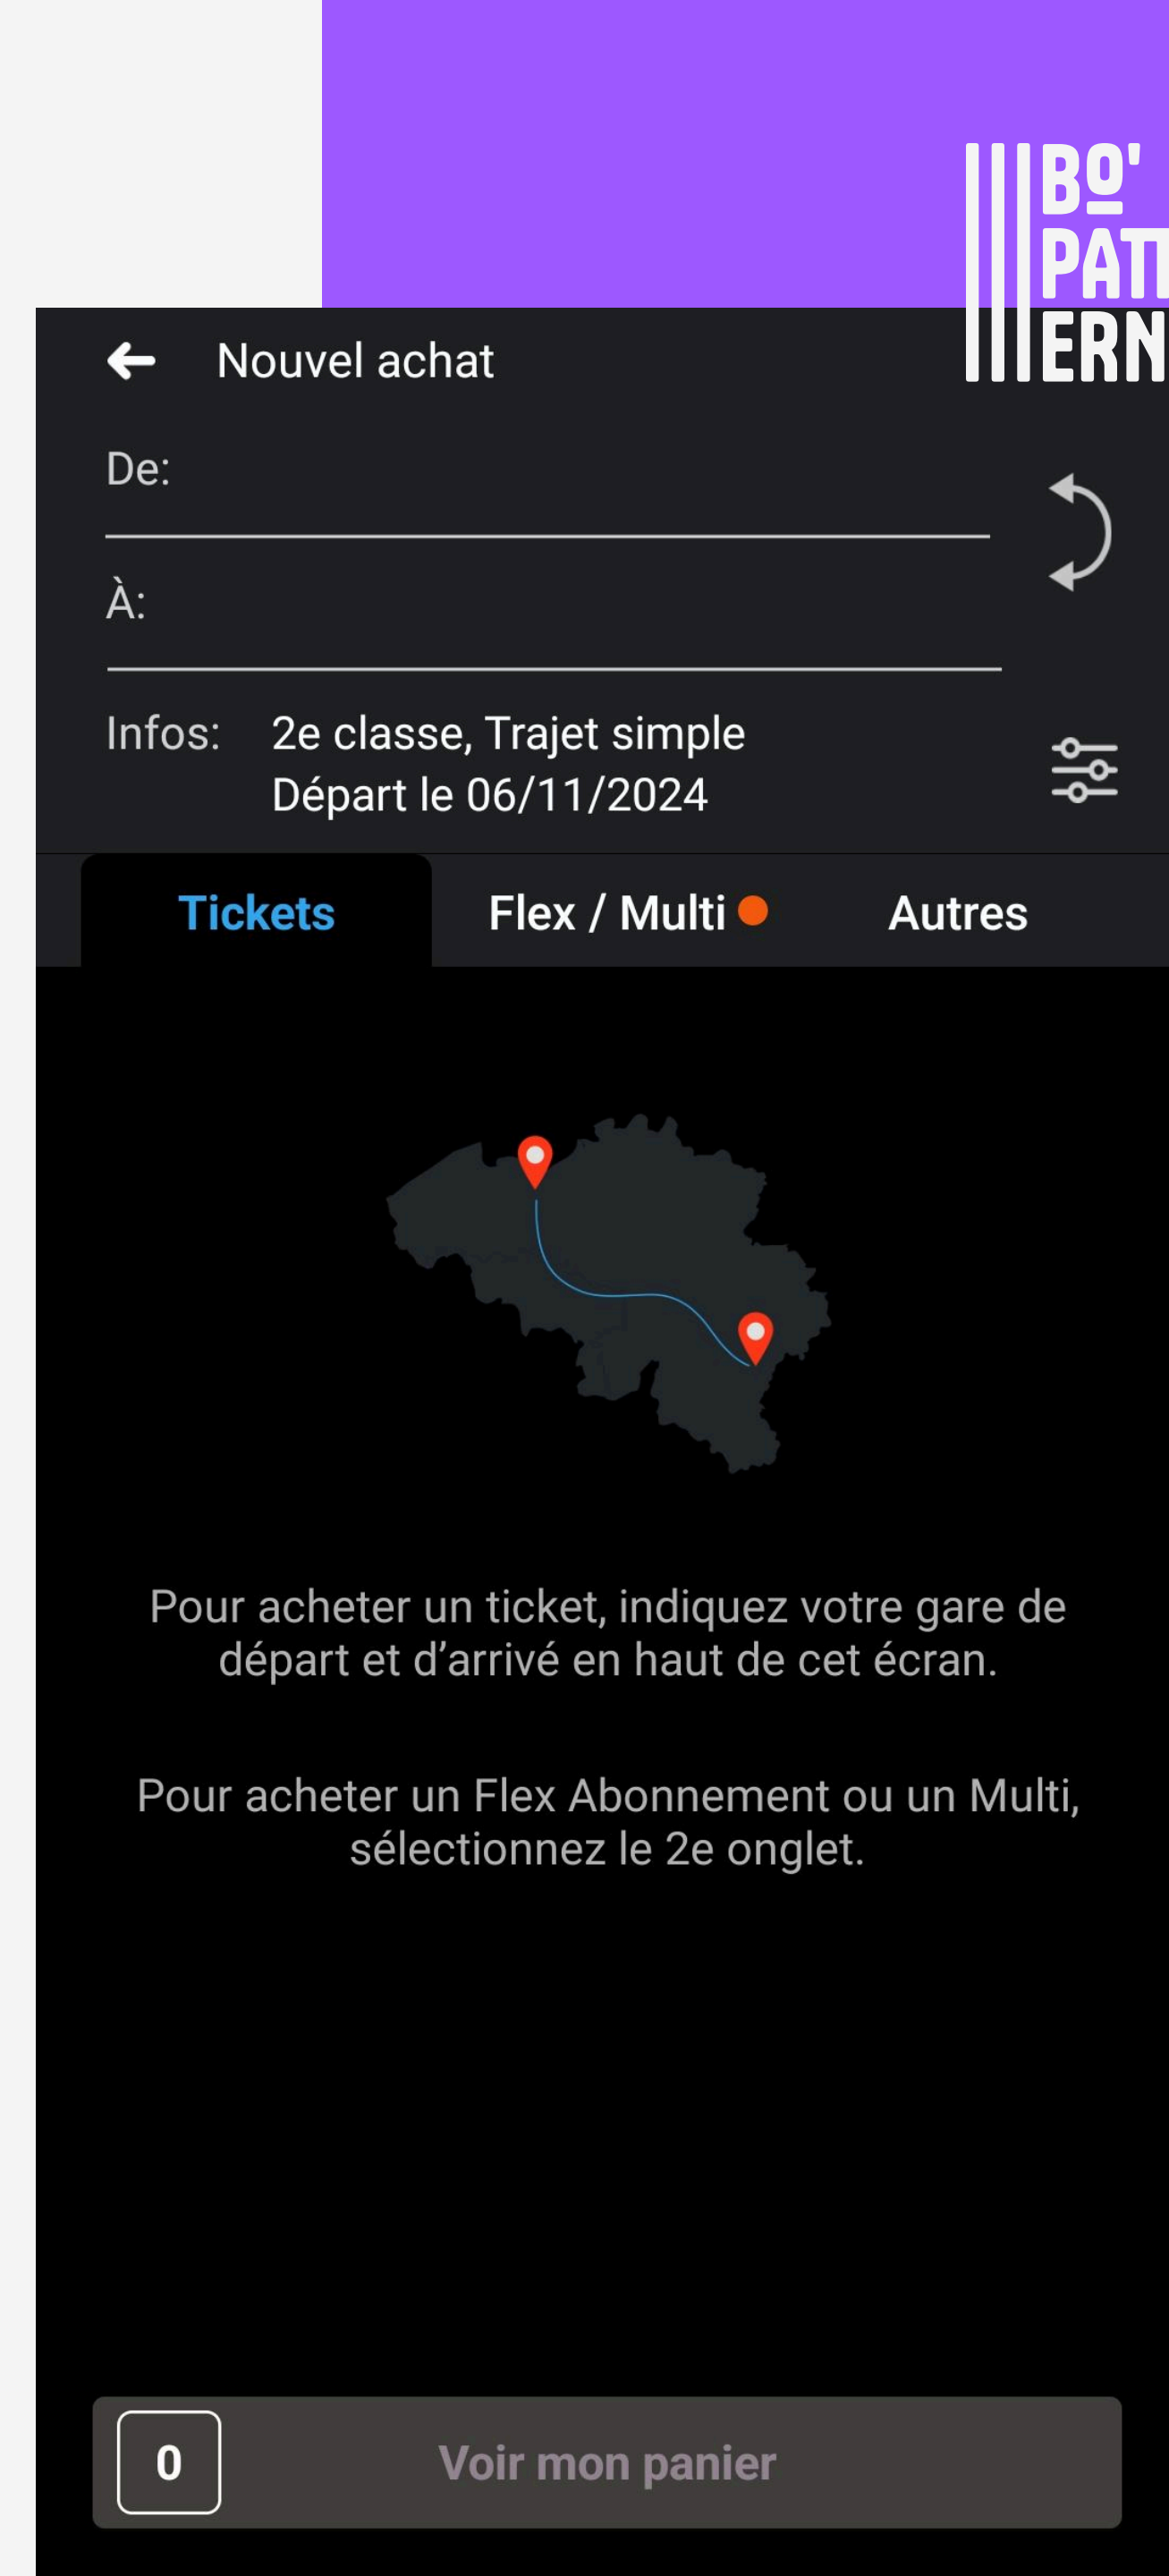 BO'
PATT
ERN
Nouvel achat
De:
À:
Infos: 2e classe, Trajet simple
Départ le 06/11/2024
Tickets Flex / Multi Autres
Pour acheter un ticket, indiquez votre gare de
départ et d’arrivé en haut de cet écran.
Pour acheter un Flex Abonnement ou un Multi,
sélectionnez le 2e onglet.
0 Voir mon panier